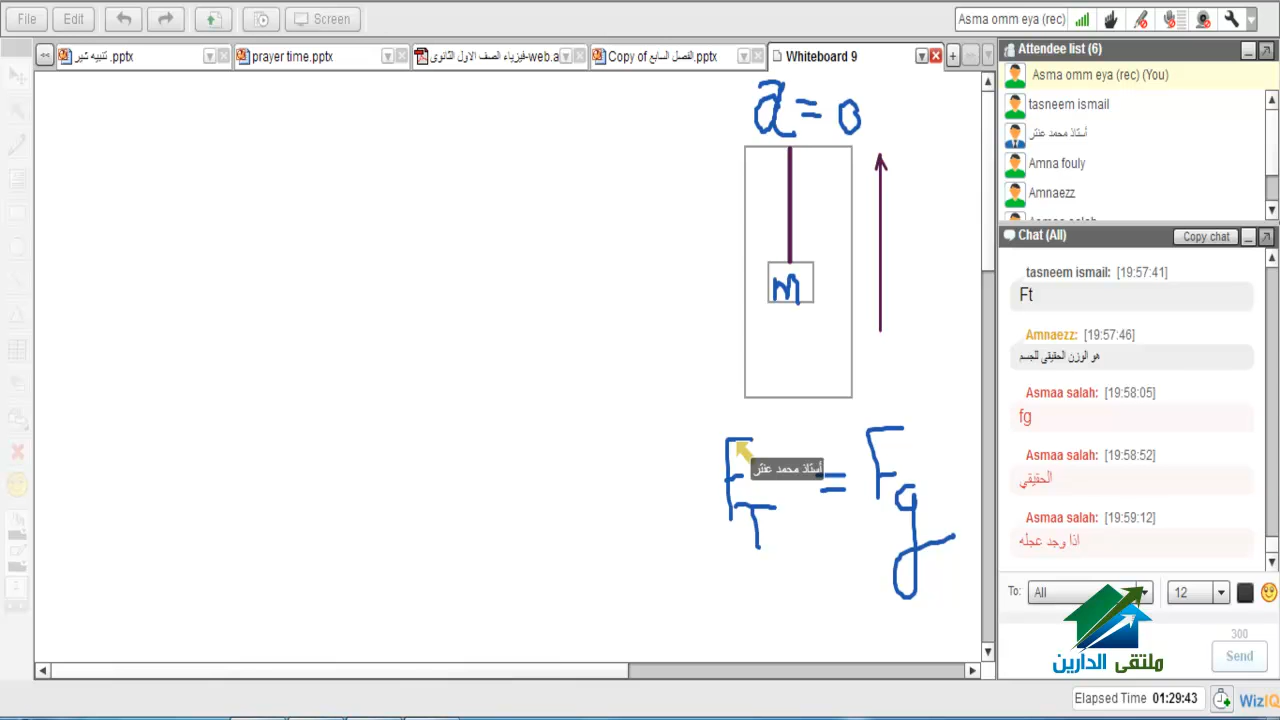 File
Edit
Screen
Asma omm eya (rec)
تنبيه شير .pptx
prayer time.pptx
فيزياء الصف الاول الثانوى-web.a
Copy of الفصل السابع.pptx
Whiteboard 9
Attendee list (6)
Asma omm eya (rec) (You)
tasneem ismail
أستاذ محمد عنتر
Amna fouly
Amnaezz
Asmaa salah
a = 0
m
F_T = F_g
أستاذ محمد عنتر
Chat (All)
Copy chat
tasneem ismail: [19:57:41]
Ft
Amnaezz: [19:57:46]
هو الوزن الحقيقى للجسم
Asmaa salah: [19:58:05]
fg
Asmaa salah: [19:58:52]
الحقيقي
Asmaa salah: [19:59:12]
اذا وجد عجله
To:
All
12
300
Send
ملتقى الدارين
Elapsed Time 01:29:43
WizIQ